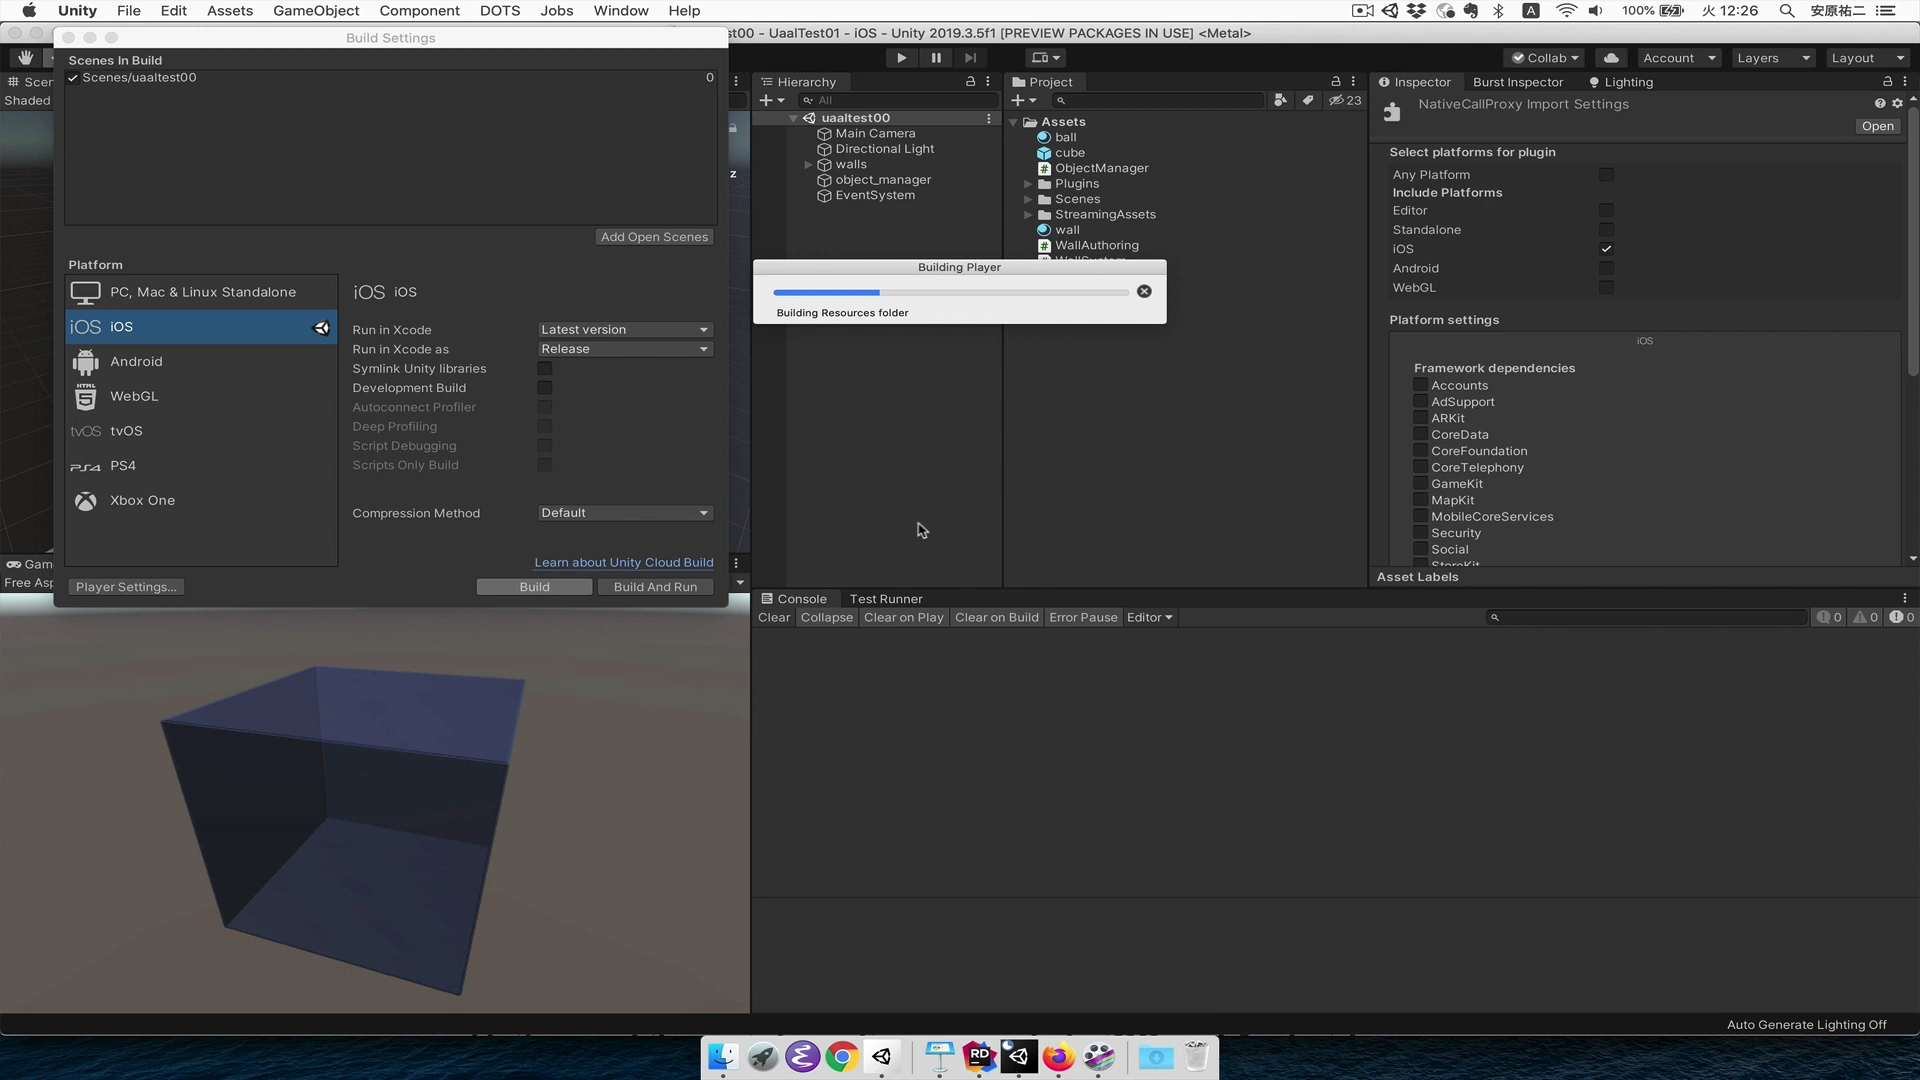 Unity File Edit Assets GameObject Component DOTS Jobs Window Help
A 100% 火 12:26 安原祐二
Build Settings
st00 - UaalTest01 - iOS - Unity 2019.3.5f1 [PREVIEW PACKAGES IN USE] <Metal>
Scenes In Build
Scenes/uaaltest00 0
Add Open Scenes
Platform
PC, Mac & Linux Standalone
iOS iOS
Android
HTML WebGL
tvOS tvOS
PS4 PS4
Xbox One
iOS iOS
Run in Xcode Latest version
Run in Xcode as Release
Symlink Unity libraries
Development Build
Autoconnect Profiler
Deep Profiling
Script Debugging
Scripts Only Build
Compression Method Default
Learn about Unity Cloud Build
Player Settings... Build Build And Run
Scen
Shaded
z
Gam
Free Asp
Collab Account Layers Layout
Hierarchy
All
uaaltest00
Main Camera
Directional Light
walls
object_manager
EventSystem
Project
23
Assets
ball
cube
ObjectManager
Plugins
Scenes
StreamingAssets
wall
WallAuthoring
Building Player
Building Resources folder
Inspector Burst Inspector Lighting
NativeCallProxy Import Settings
Open
Select platforms for plugin
Any Platform
Include Platforms
Editor
Standalone
iOS
Android
WebGL
Platform settings
iOS
Framework dependencies
Accounts
AdSupport
ARKit
CoreData
CoreFoundation
CoreTelephony
GameKit
MapKit
MobileCoreServices
Security
Social
StoreKit
Asset Labels
Console Test Runner
Clear Collapse Clear on Play Clear on Build Error Pause Editor
0 0 0
Auto Generate Lighting Off
RD